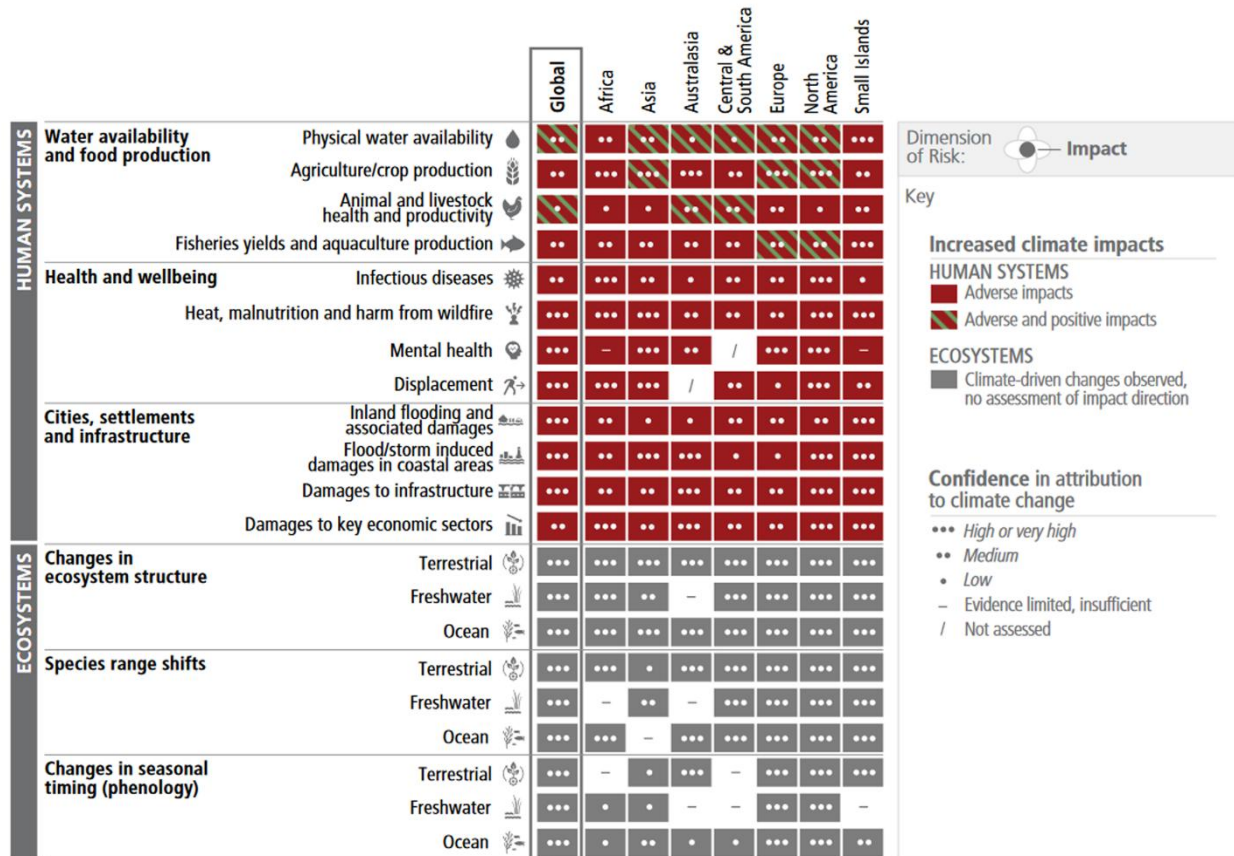 Global
Africa
Asia
Australasia
Central &
South America
Europe
North
America
Small Islands
HUMAN SYSTEMS
Water availability
and food production
Physical water availability
Agriculture/crop production
Animal and livestock
health and productivity
Fisheries yields and aquaculture production
Health and wellbeing
Infectious diseases
Heat, malnutrition and harm from wildfire
Mental health
Displacement
Cities, settlements
and infrastructure
Inland flooding and
associated damages
Flood/storm induced
damages in coastal areas
Damages to infrastructure
Damages to key economic sectors
ECOSYSTEMS
Changes in
ecosystem structure
Terrestrial
Freshwater
Ocean
Species range shifts
Terrestrial
Freshwater
Ocean
Changes in seasonal
timing (phenology)
Terrestrial
Freshwater
Ocean
Dimension
of Risk:
Impact
Key
Increased climate impacts
HUMAN SYSTEMS
Adverse impacts
Adverse and positive impacts
ECOSYSTEMS
Climate-driven changes observed,
no assessment of impact direction
Confidence in attribution
to climate change
••• High or very high
•• Medium
• Low
– Evidence limited, insufficient
/ Not assessed